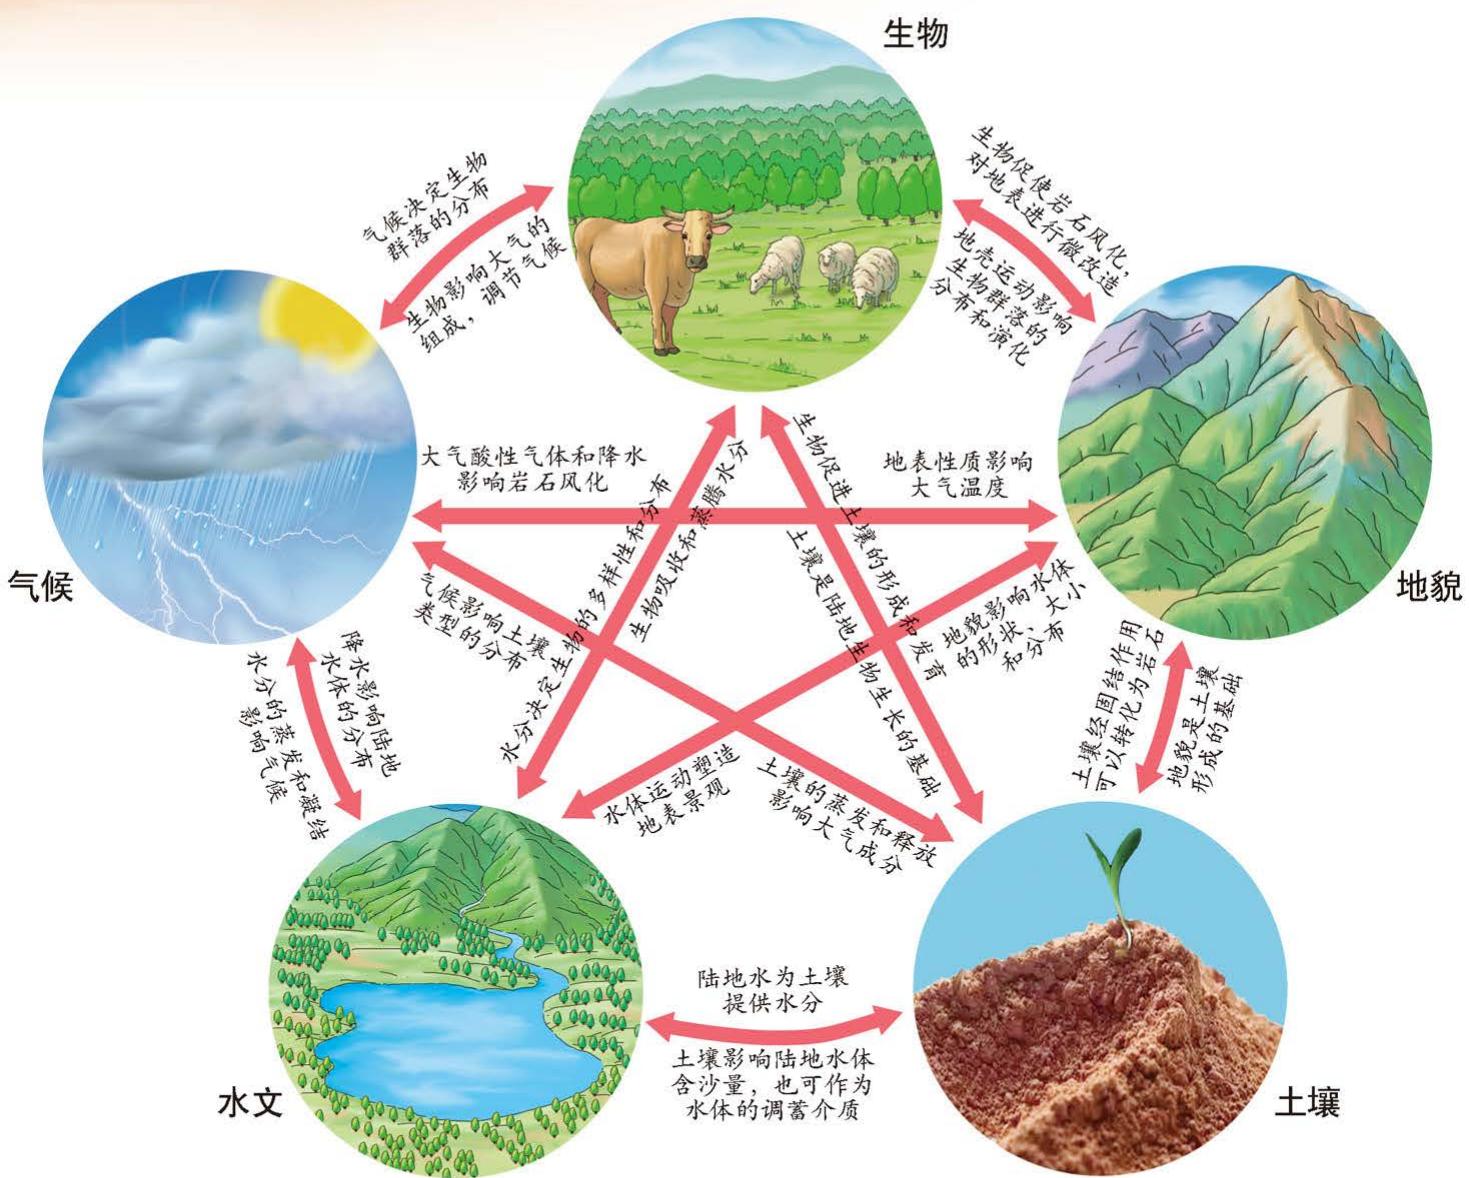 生物
气候决定生物
群落的分布
生物影响大气的
组成，调节气候
生物促使岩石风化，
对地表进行微改造
地壳运动影响
生物群落的
分布和演化
气候
地貌
大气酸性气体和降水
影响岩石风化
地表性质影响
大气温度
水分决定生物的多样性和分布
生物吸收和蒸腾水分
生物促进土壤的形成和发育
土壤是陆地生物生长的基础
气候影响土壤
类型的分布
土壤的蒸发和释放
影响大气成分
地貌影响水体
的形状、大小
和分布
水体运动塑造
地表景观
降水影响陆地
水体的分布
水分的蒸发和凝结
影响气候
土壤经固结作用
可以转化为岩石
地貌是土壤
形成的基础
陆地水为土壤
提供水分
土壤影响陆地水体
含沙量，也可作为
水体的调蓄介质
水文
土壤